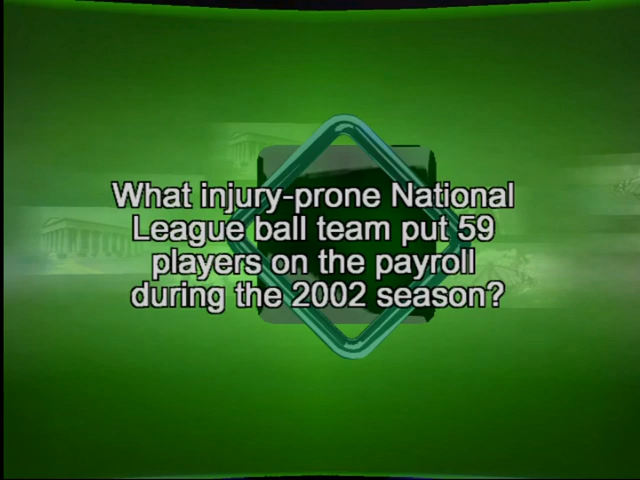 What injury-prone National
League ball team put 59
players on the payroll
during the 2002 season?